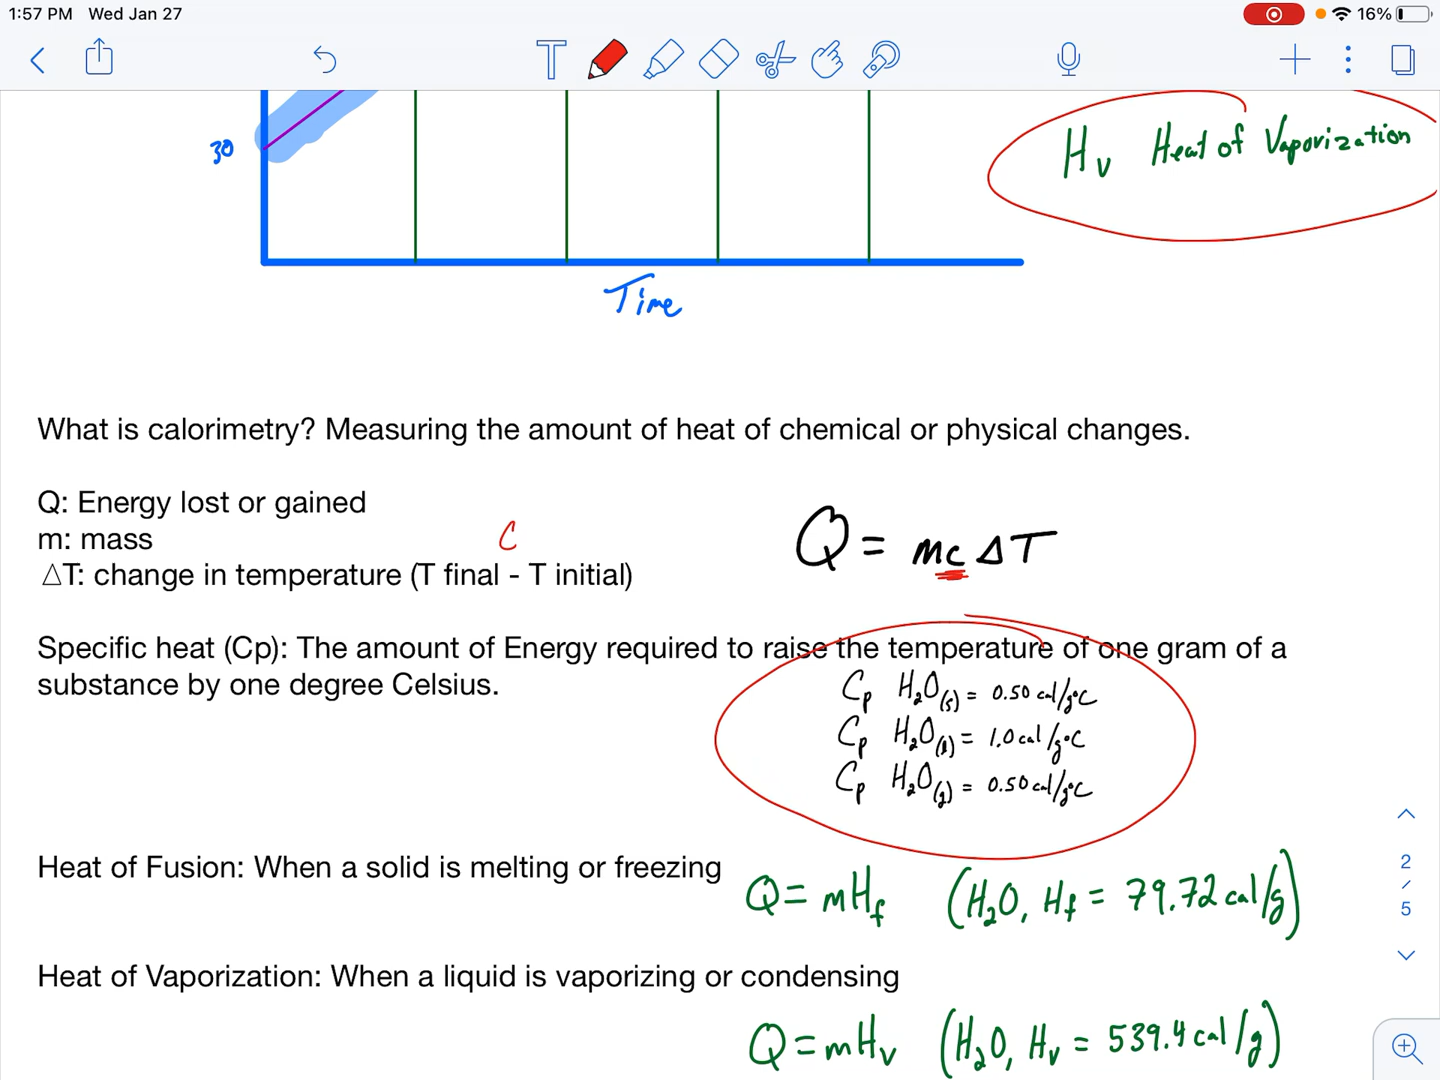 1:57 PM Wed Jan 27
16%
T
30
Hv Heat of Vaporization
Time
What is calorimetry? Measuring the amount of heat of chemical or physical changes.
Q: Energy lost or gained
m: mass
C
△T: change in temperature (T final - T initial)
Q = mc△T
Specific heat (Cp): The amount of Energy required to raise the temperature of one gram of a
substance by one degree Celsius.
Cp H₂O(s) = 0.50 cal/g°C
Cp H₂O(l) = 1.0 cal/g°C
Cp H₂O(g) = 0.50 cal/g°C
Heat of Fusion: When a solid is melting or freezing
Q = mHf (H₂O, Hf = 79.72 cal/g)
2
/
5
Heat of Vaporization: When a liquid is vaporizing or condensing
Q = mHv (H₂O, Hv = 539.4 cal/g)